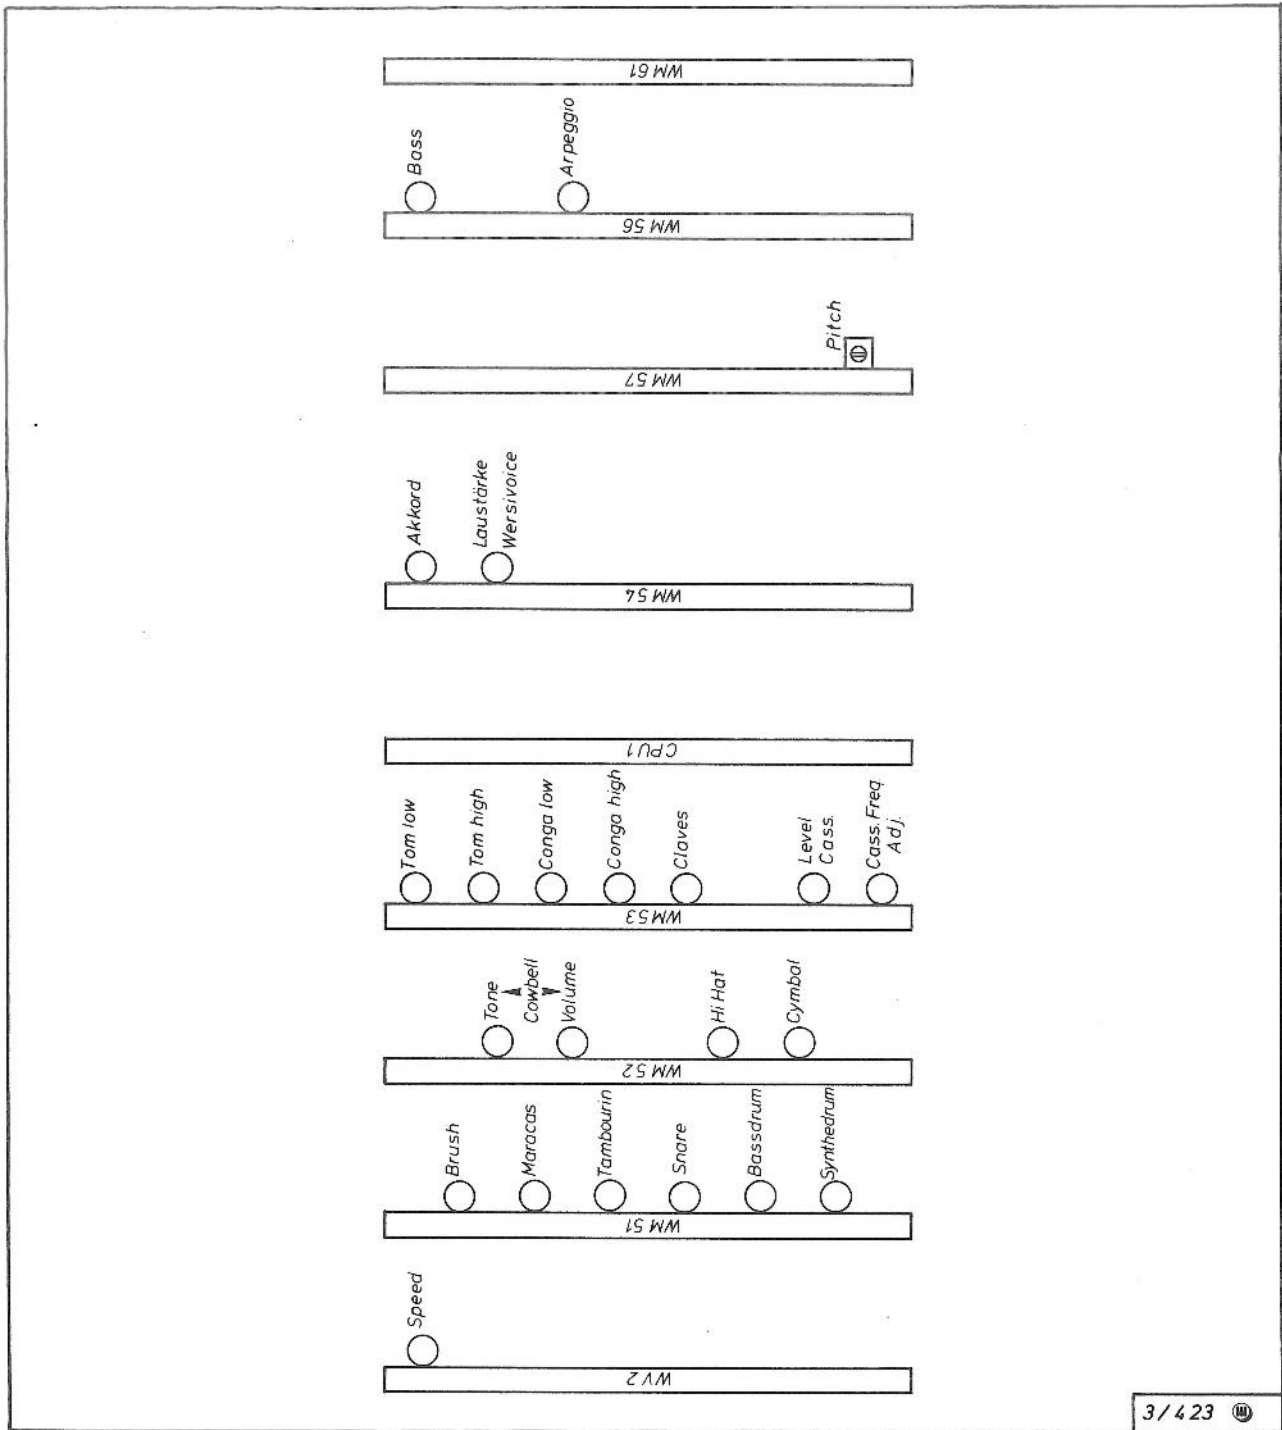 WM 61
Bass
Arpeggio
WM 56
Pitch
WM 57
Akkord
Laustärke
Wersivoice
WM 54
CPU1
Tom low
Tom high
Conga low
Conga high
Claves
Level
Cass.
Cass. Freq
Adj.
WM 53
Tone
Cowbell
Volume
Hi Hat
Cymbal
WM 52
Brush
Maracas
Tambourin
Snare
Bassdrum
Synthedrum
WM 51
Speed
WV 2
3/423